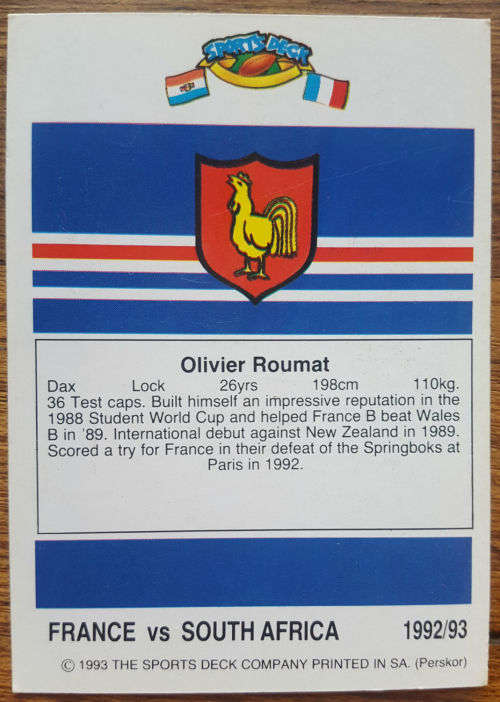 SPORTS DECK
Olivier Roumat
Dax Lock 26yrs 198cm 110kg.
36 Test caps. Built himself an impressive reputation in the
1988 Student World Cup and helped France B beat Wales
B in '89. International debut against New Zealand in 1989.
Scored a try for France in their defeat of the Springboks at
Paris in 1992.
FRANCE vs SOUTH AFRICA 1992/93
© 1993 THE SPORTS DECK COMPANY PRINTED IN SA. (Perskor)